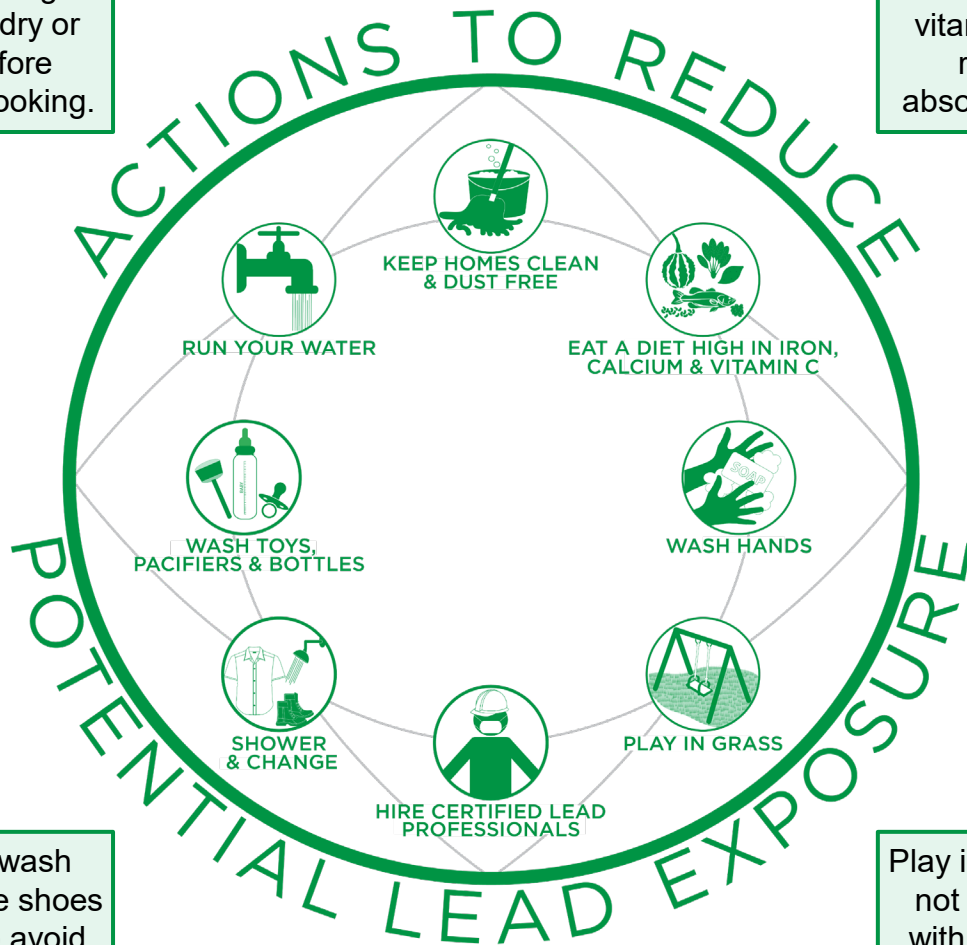 dry or
fore
ooking.
ACTIONS TO REDUCE
vita
abso
KEEP HOMES CLEAN
& DUST FREE
RUN YOUR WATER
EAT A DIET HIGH IN IRON,
CALCIUM & VITAMIN C
SOAP
WASH TOYS,
PACIFIERS & BOTTLES
WASH HANDS
SHOWER
& CHANGE
PLAY IN GRASS
HIRE CERTIFIED LEAD
PROFESSIONALS
POTENTIAL LEAD EXPOSURE
wash
e shoes
avoid
Play i
not
with